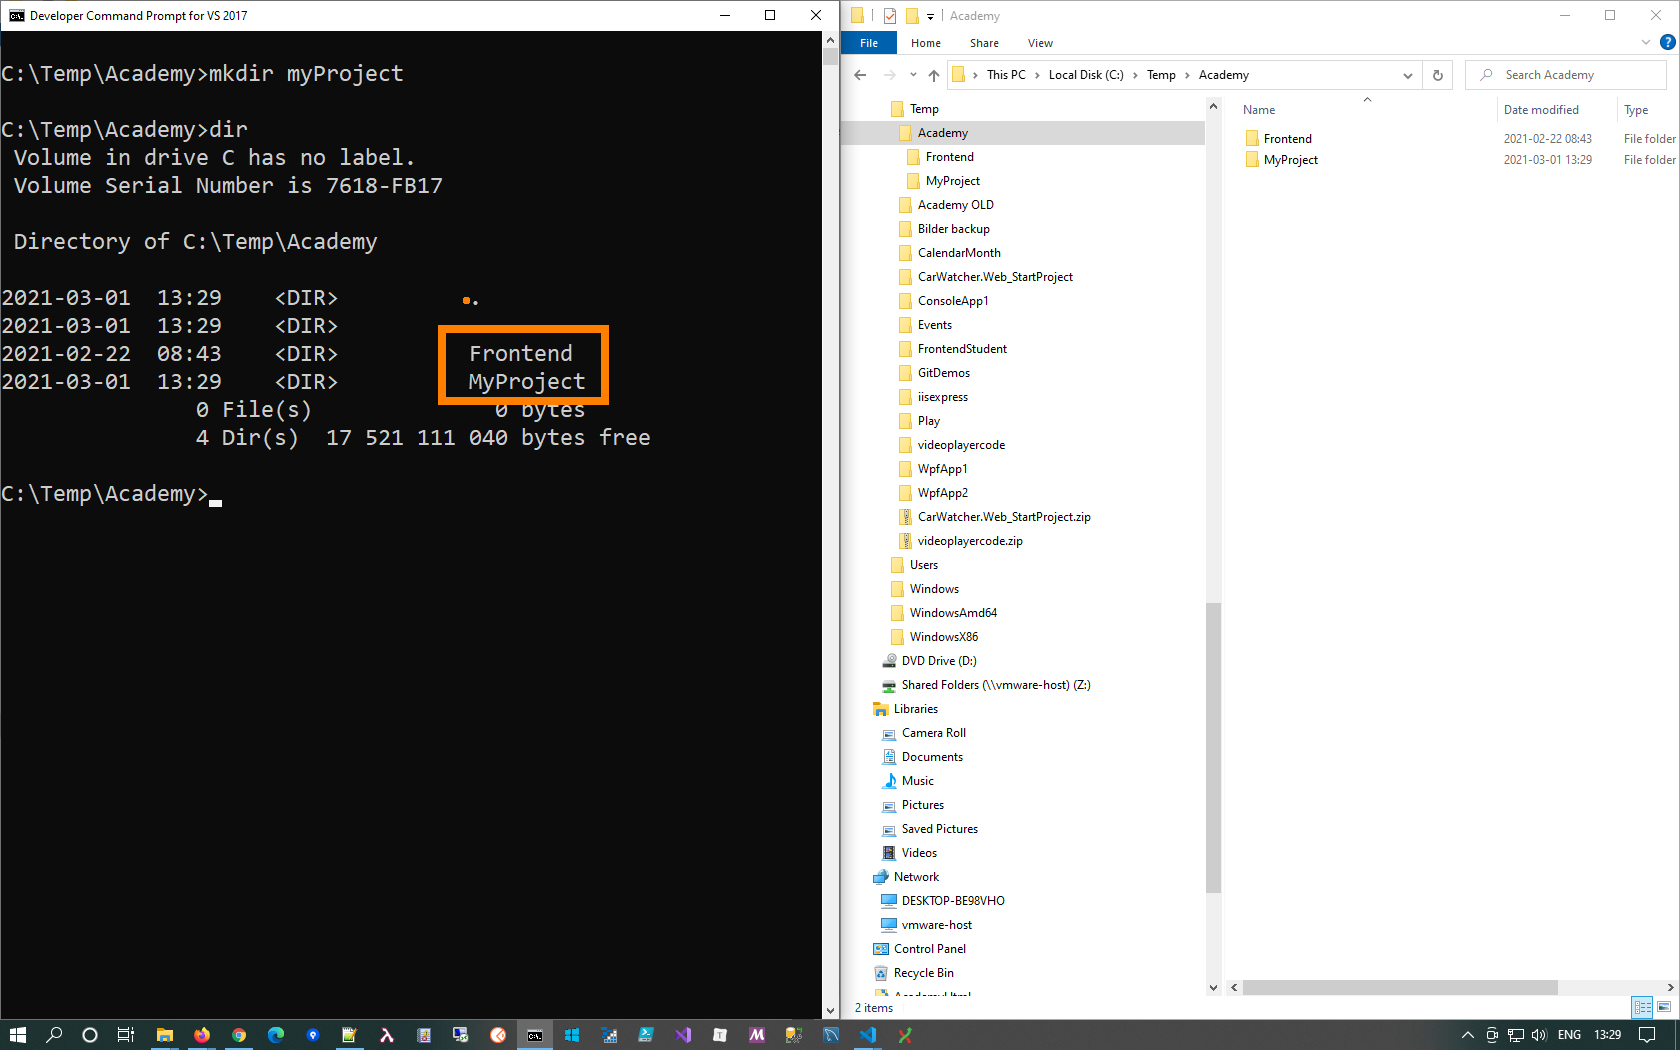 Developer Command Prompt for VS 2017
C:\Temp\Academy>mkdir myProject
C:\Temp\Academy>dir
Volume in drive C has no label.
Volume Serial Number is 7618-FB17
Directory of C:\Temp\Academy
2021-03-01 13:29 <DIR> .
2021-03-01 13:29 <DIR>
2021-02-22 08:43 <DIR> Frontend
2021-03-01 13:29 <DIR> MyProject
0 File(s) 0 bytes
4 Dir(s) 17 521 111 040 bytes free
C:\Temp\Academy>
Academy
File Home Share View
This PC > Local Disk (C:) > Temp > Academy
Search Academy
Temp
Academy
Frontend
MyProject
Academy OLD
Bilder backup
CalendarMonth
CarWatcher.Web_StartProject
ConsoleApp1
Events
FrontendStudent
GitDemos
iisexpress
Play
videoplayercode
WpfApp1
WpfApp2
CarWatcher.Web_StartProject.zip
videoplayercode.zip
Users
Windows
WindowsAmd64
WindowsX86
DVD Drive (D:)
Shared Folders (\\vmware-host) (Z:)
Libraries
Camera Roll
Documents
Music
Pictures
Saved Pictures
Videos
Network
DESKTOP-BE98VHO
vmware-host
Control Panel
Recycle Bin
Name Date modified Type
Frontend 2021-02-22 08:43 File folder
MyProject 2021-03-01 13:29 File folder
2 items
ENG 13:29